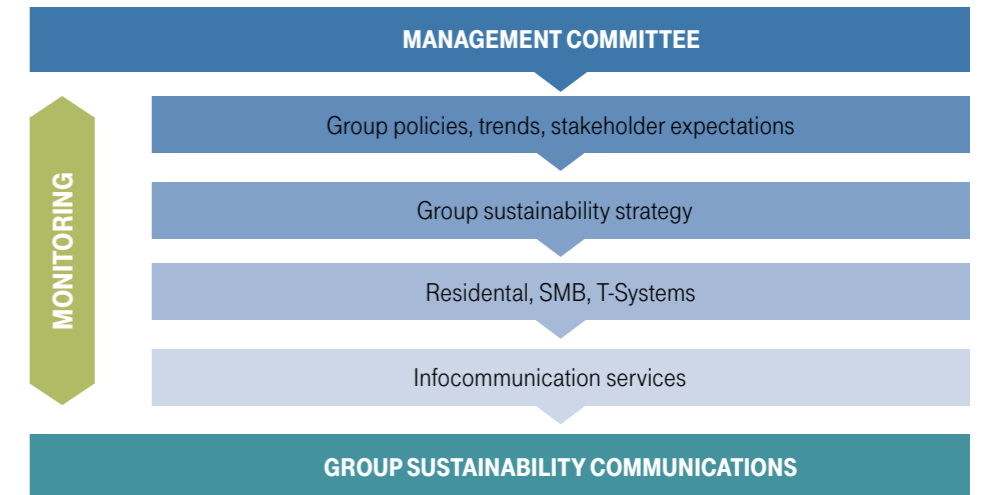 MANAGEMENT COMMITTEE
MONITORING
Group policies, trends, stakeholder expectations
Group sustainability strategy
Residental, SMB, T-Systems
Infocommunication services
GROUP SUSTAINABILITY COMMUNICATIONS